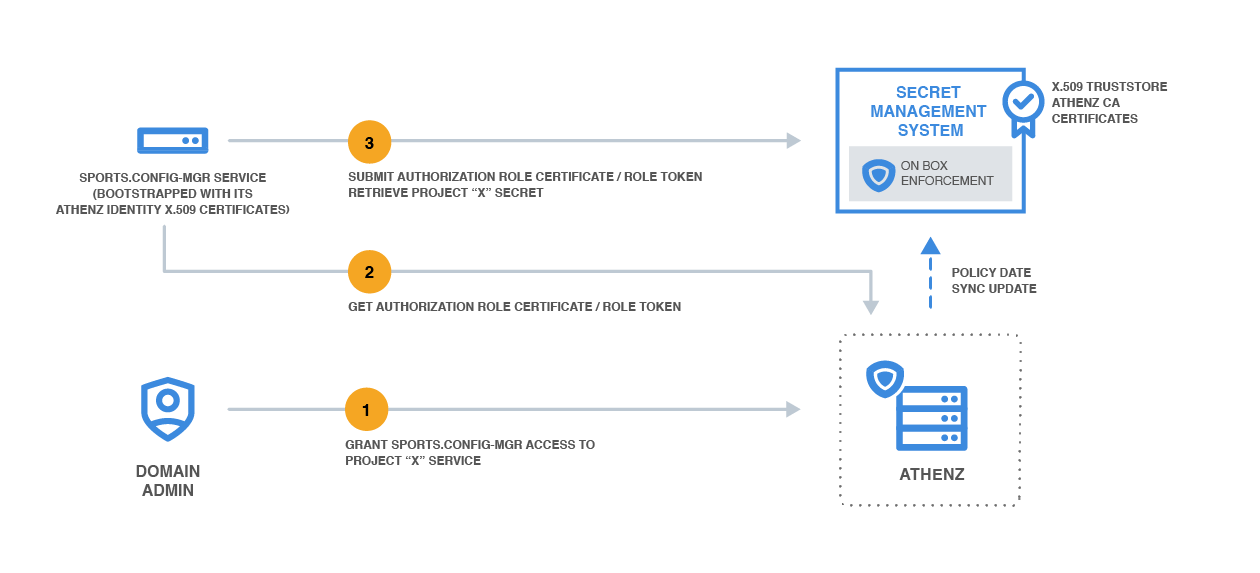 SECRET
MANAGEMENT
SYSTEM
X.509 TRUSTSTORE
ATHENZ CA
CERTIFICATES
ON BOX
ENFORCEMENT
3
SPORTS.CONFIG-MGR SERVICE
(BOOTSTRAPPED WITH ITS
ATHENZ IDENTITY X.509 CERTIFICATES)
SUBMIT AUTHORIZATION ROLE CERTIFICATE / ROLE TOKEN
RETRIEVE PROJECT “X” SECRET
2
GET AUTHORIZATION ROLE CERTIFICATE / ROLE TOKEN
POLICY DATE
SYNC UPDATE
1
GRANT SPORTS.CONFIG-MGR ACCESS TO
PROJECT “X” SERVICE
DOMAIN
ADMIN
ATHENZ